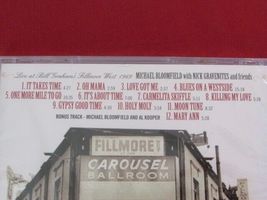 Live at Bill Graham's Fillmore West 1969 MICHAEL BLOOMFIELD with NICK GRAVENITES and friends
1. IT TAKES TIME 2. OH MAMA 3. LOVE GOT ME 4. BLUES ON A WESTSIDE
5. ONE MORE MILE TO GO 6. IT'S ABOUT TIME 7. CARMELITA SKIFFLE 8. KILLING MY LOVE
9. GYPSY GOOD TIME 10. HOLY MOLY 11. MOON TUNE
BONUS TRACK - MICHAEL BLOOMFIELD AND AL KOOPER 12. MARY ANN
FILLMORE
CAROUSEL
BALLROOM